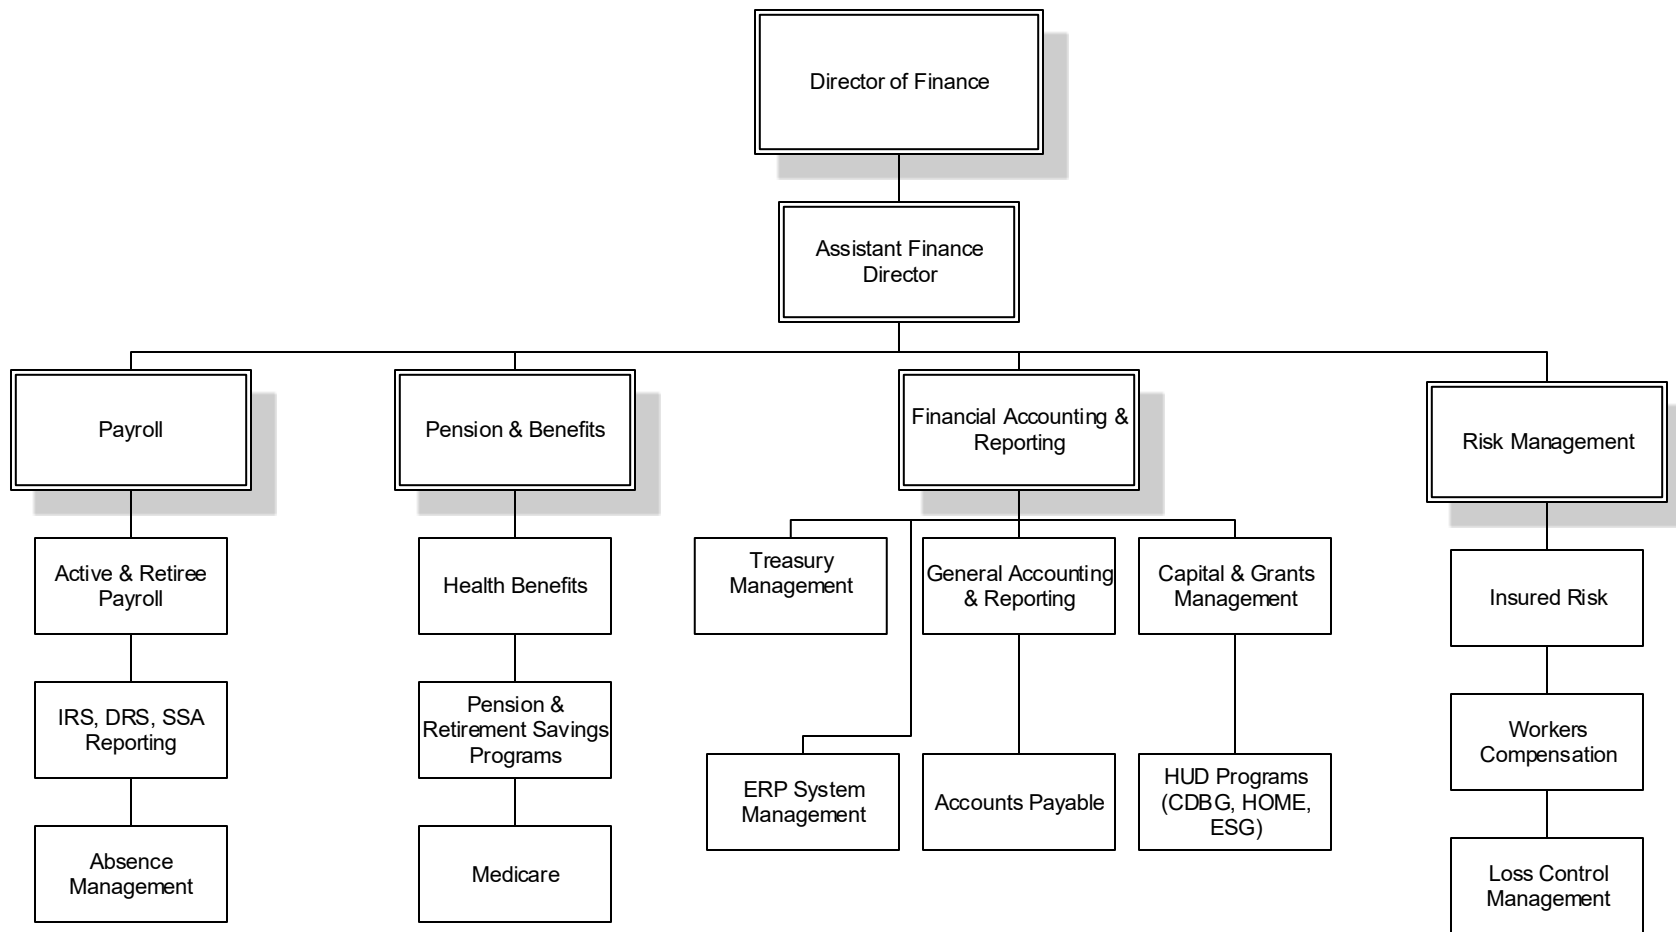 Director of Finance
Assistant Finance
Director
Payroll
Pension & Benefits
Financial Accounting &
Reporting
Risk Management
Active & Retiree
Payroll
Health Benefits
Treasury
Management
General Accounting
& Reporting
Capital & Grants
Management
Insured Risk
IRS, DRS, SSA
Reporting
Pension &
Retirement Savings
Programs
Workers
Compensation
ERP System
Management
Accounts Payable
HUD Programs
(CDBG, HOME,
ESG)
Absence
Management
Medicare
Loss Control
Management